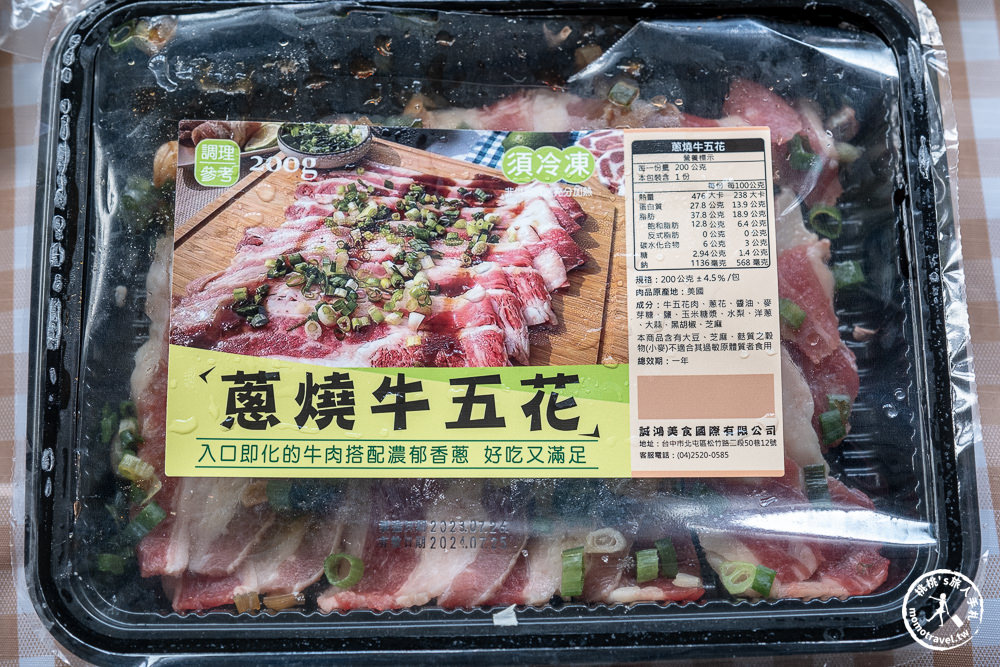 調理
參考
200g
須冷凍
蔥燒牛五花
營養標示
每一份量 200 公克
本包裝含 1 份
每份 每100公克
熱量 476 大卡 238 大卡
蛋白質 27.8 公克 13.9 公克
脂肪 37.8 公克 18.9 公克
飽和脂肪 12.8 公克 6.4 公克
反式脂肪 0 公克 0 公克
碳水化合物 6 公克 3 公克
糖 2.94 公克 1.4 公克
鈉 1136 毫克 568 毫克
規格：200公克 ± 4.5% /包
肉品原產地：美國
成分：牛五花肉、蔥花、醬油、麥
芽糖、鹽、玉米糖漿、水梨、洋蔥
、大蒜、黑胡椒、芝麻
本商品含有大豆、芝麻、麩質之穀
物(小麥)不適合其過敏原體質者食用
總效期：一年
蔥燒牛五花
入口即化的牛肉搭配濃郁香蔥 好吃又滿足
誠鴻美食國際有限公司
地址：台中市北屯區松竹路二段50巷12號
客服電話：(04)2520-0585
2023.07.24
桃桃's旅人手札
momotravel.tw